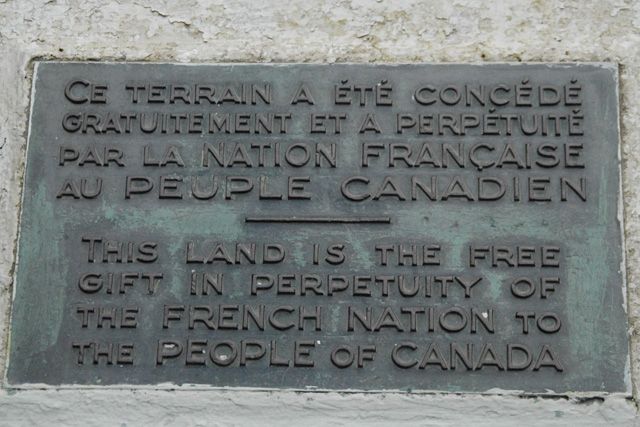 CE TERRAIN A ÉTÉ CONCÉDÉ
GRATUITEMENT ET A PERPÉTUITÉ
PAR LA NATION FRANÇAISE
AU PEUPLE CANADIEN
THIS LAND IS THE FREE
GIFT IN PERPETUITY OF
THE FRENCH NATION TO
THE PEOPLE OF CANADA